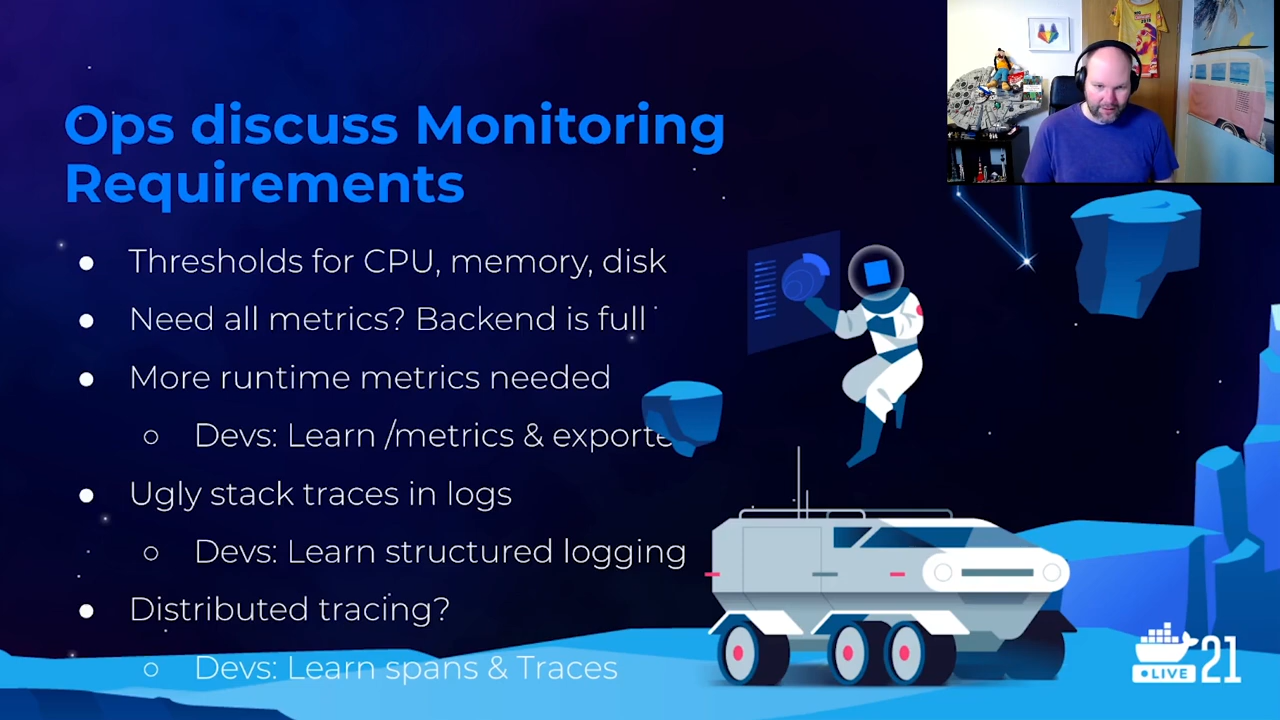 Ops discuss Monitoring
Requirements
● Thresholds for CPU, memory, disk
● Need all metrics? Backend is full
● More runtime metrics needed
○ Devs: Learn /metrics & exporte
● Ugly stack traces in logs
○ Devs: Learn structured logging
● Distributed tracing?
○ Devs: Learn spans & Traces
LIVE 21